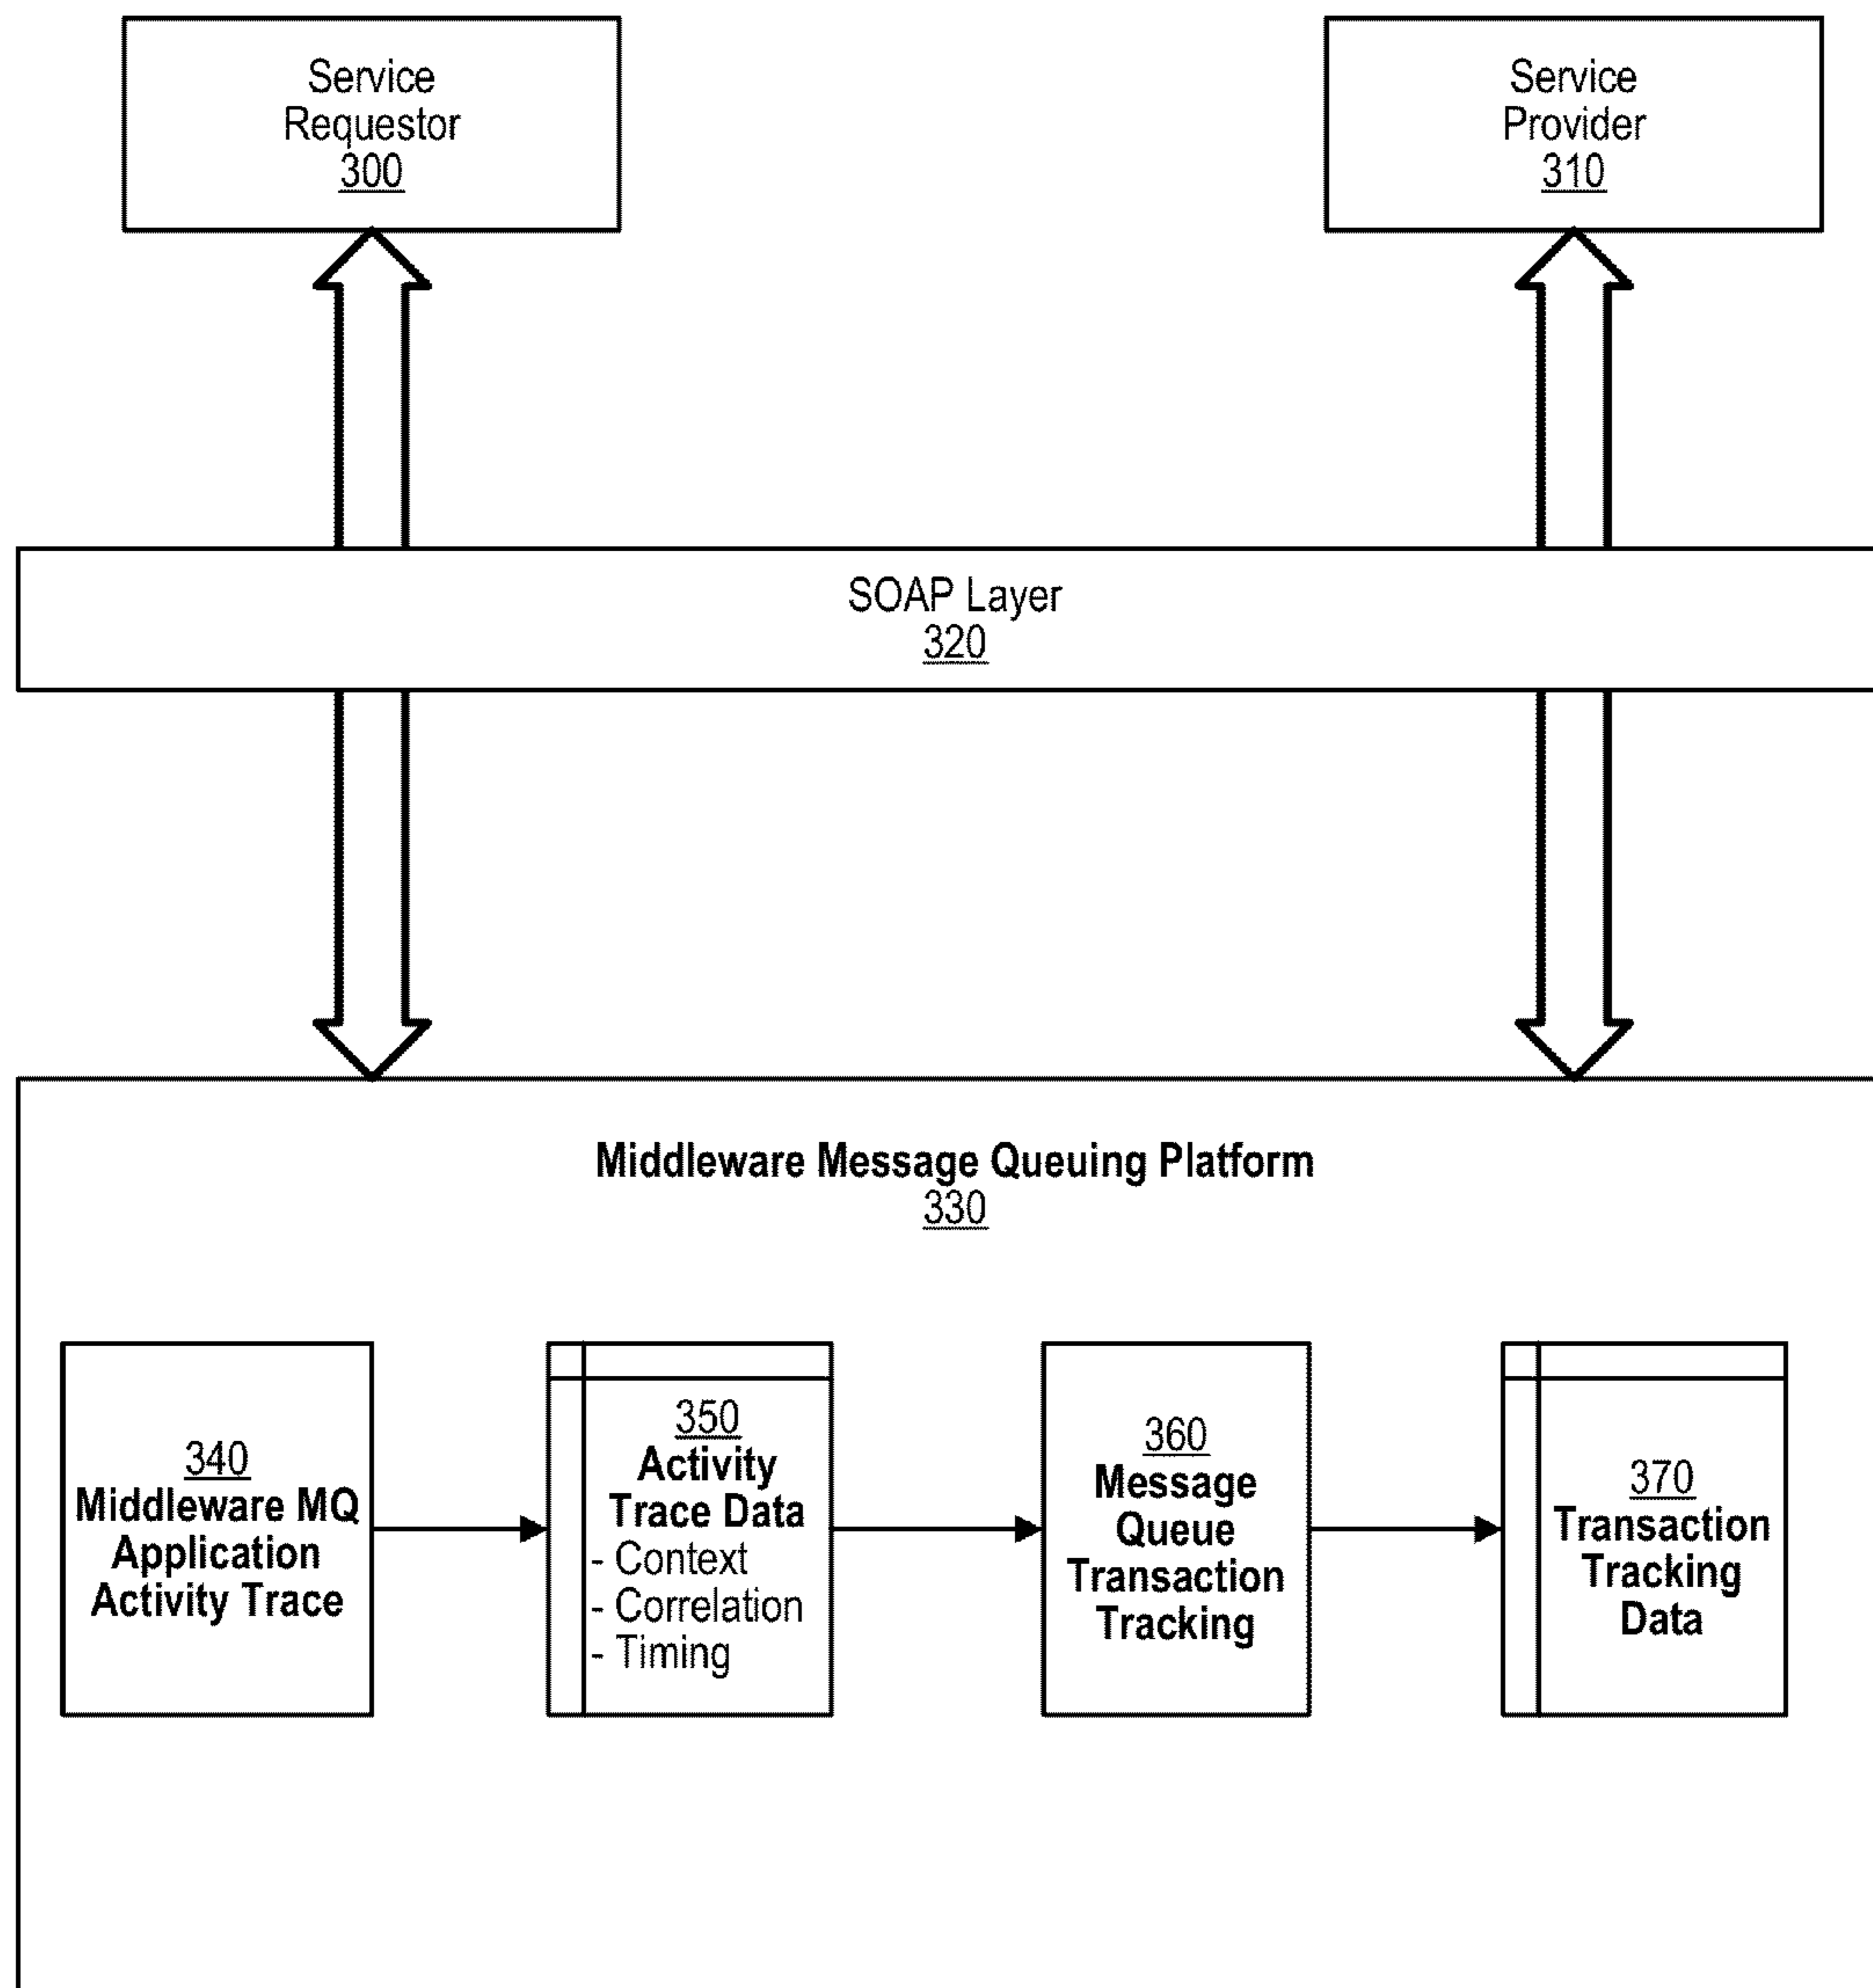 Service
Requestor
300
Service
Provider
310
SOAP Layer
320
Middleware Message Queuing Platform
330
340
Middleware MQ
Application
Activity Trace
350
Activity
Trace Data
- Context
- Correlation
- Timing
360
Message
Queue
Transaction
Tracking
370
Transaction
Tracking
Data